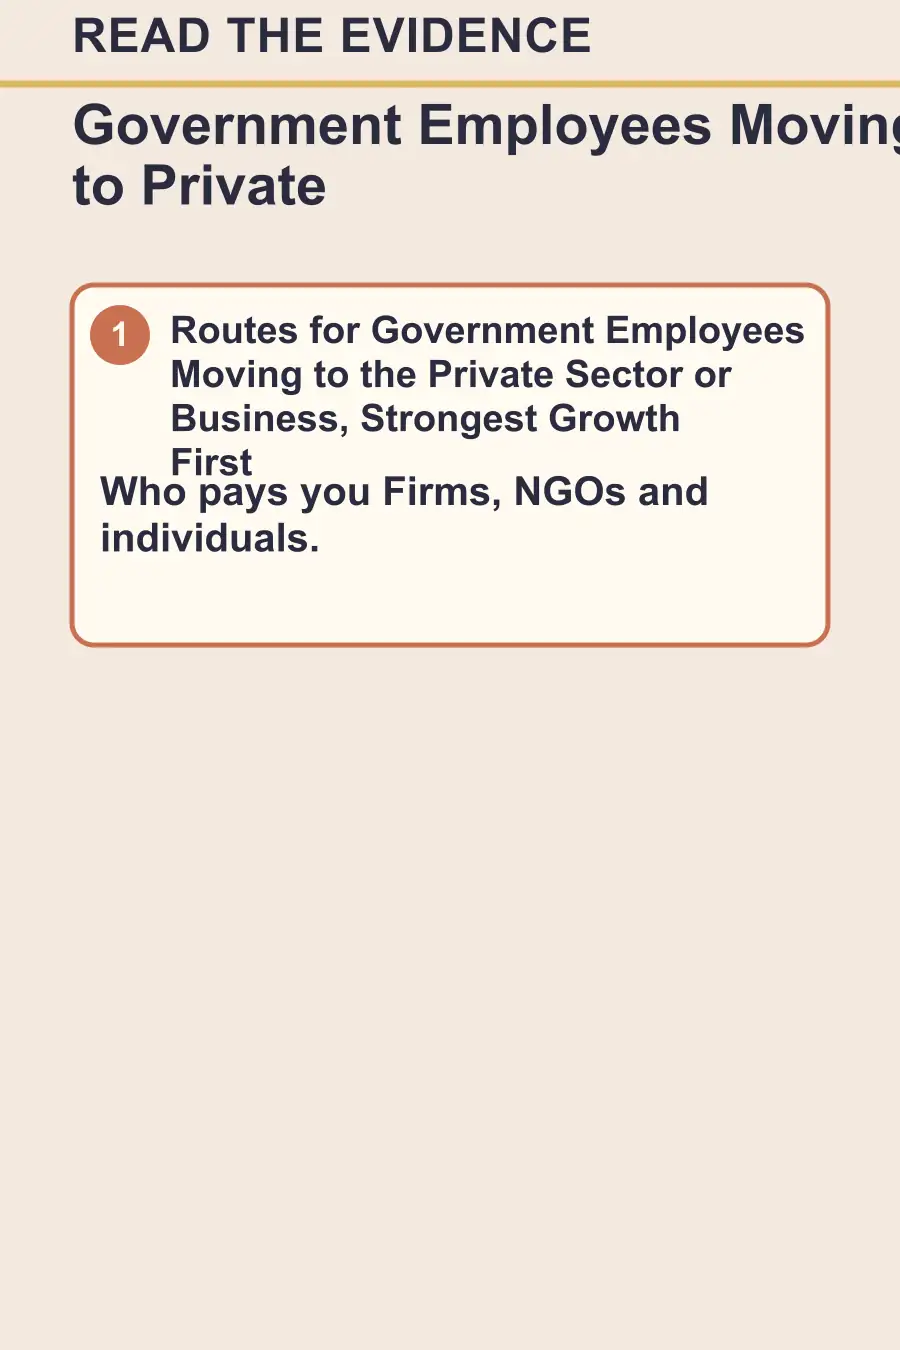 READ THE EVIDENCE
Government Employees Moving
to Private
1
Routes for Government Employees
Moving to the Private Sector or
Business, Strongest Growth
First
Who pays you Firms, NGOs and
individuals.